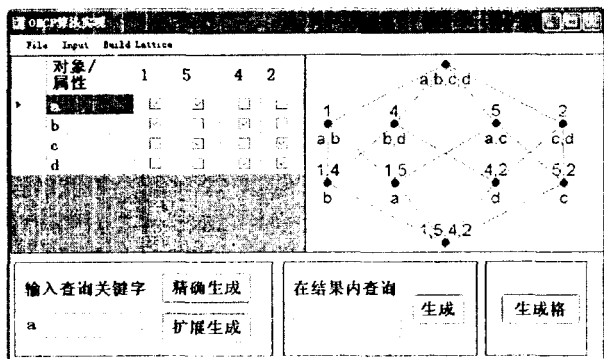 OBCP算法实现
File Input Build Lattice
对象/
属性 1 5 4 2
a
b
c
d
a,b,c,d
1 4 5 2
a,b b,d a,c c,d
1,4 1,5 4,2 5,2
b a d c
1,5,4,2
输入查询关键字 精确生成
a 扩展生成
在结果内查询
生成
生成格